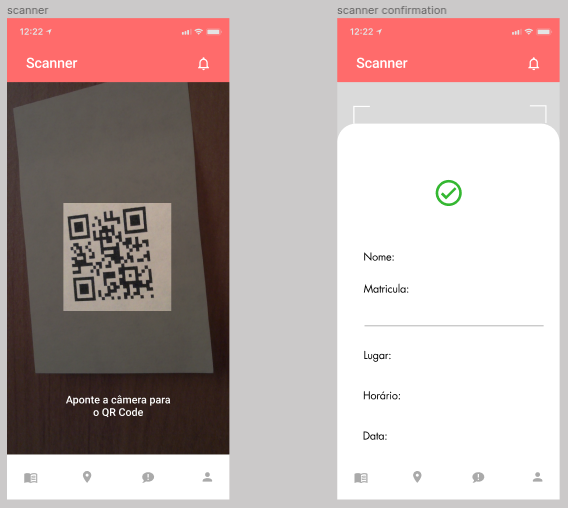 scanner
12:22
Scanner
Aponte a câmera para
o QR Code
scanner confirmation
12:22
Scanner
Nome:
Matricula:
Lugar:
Horário:
Data: